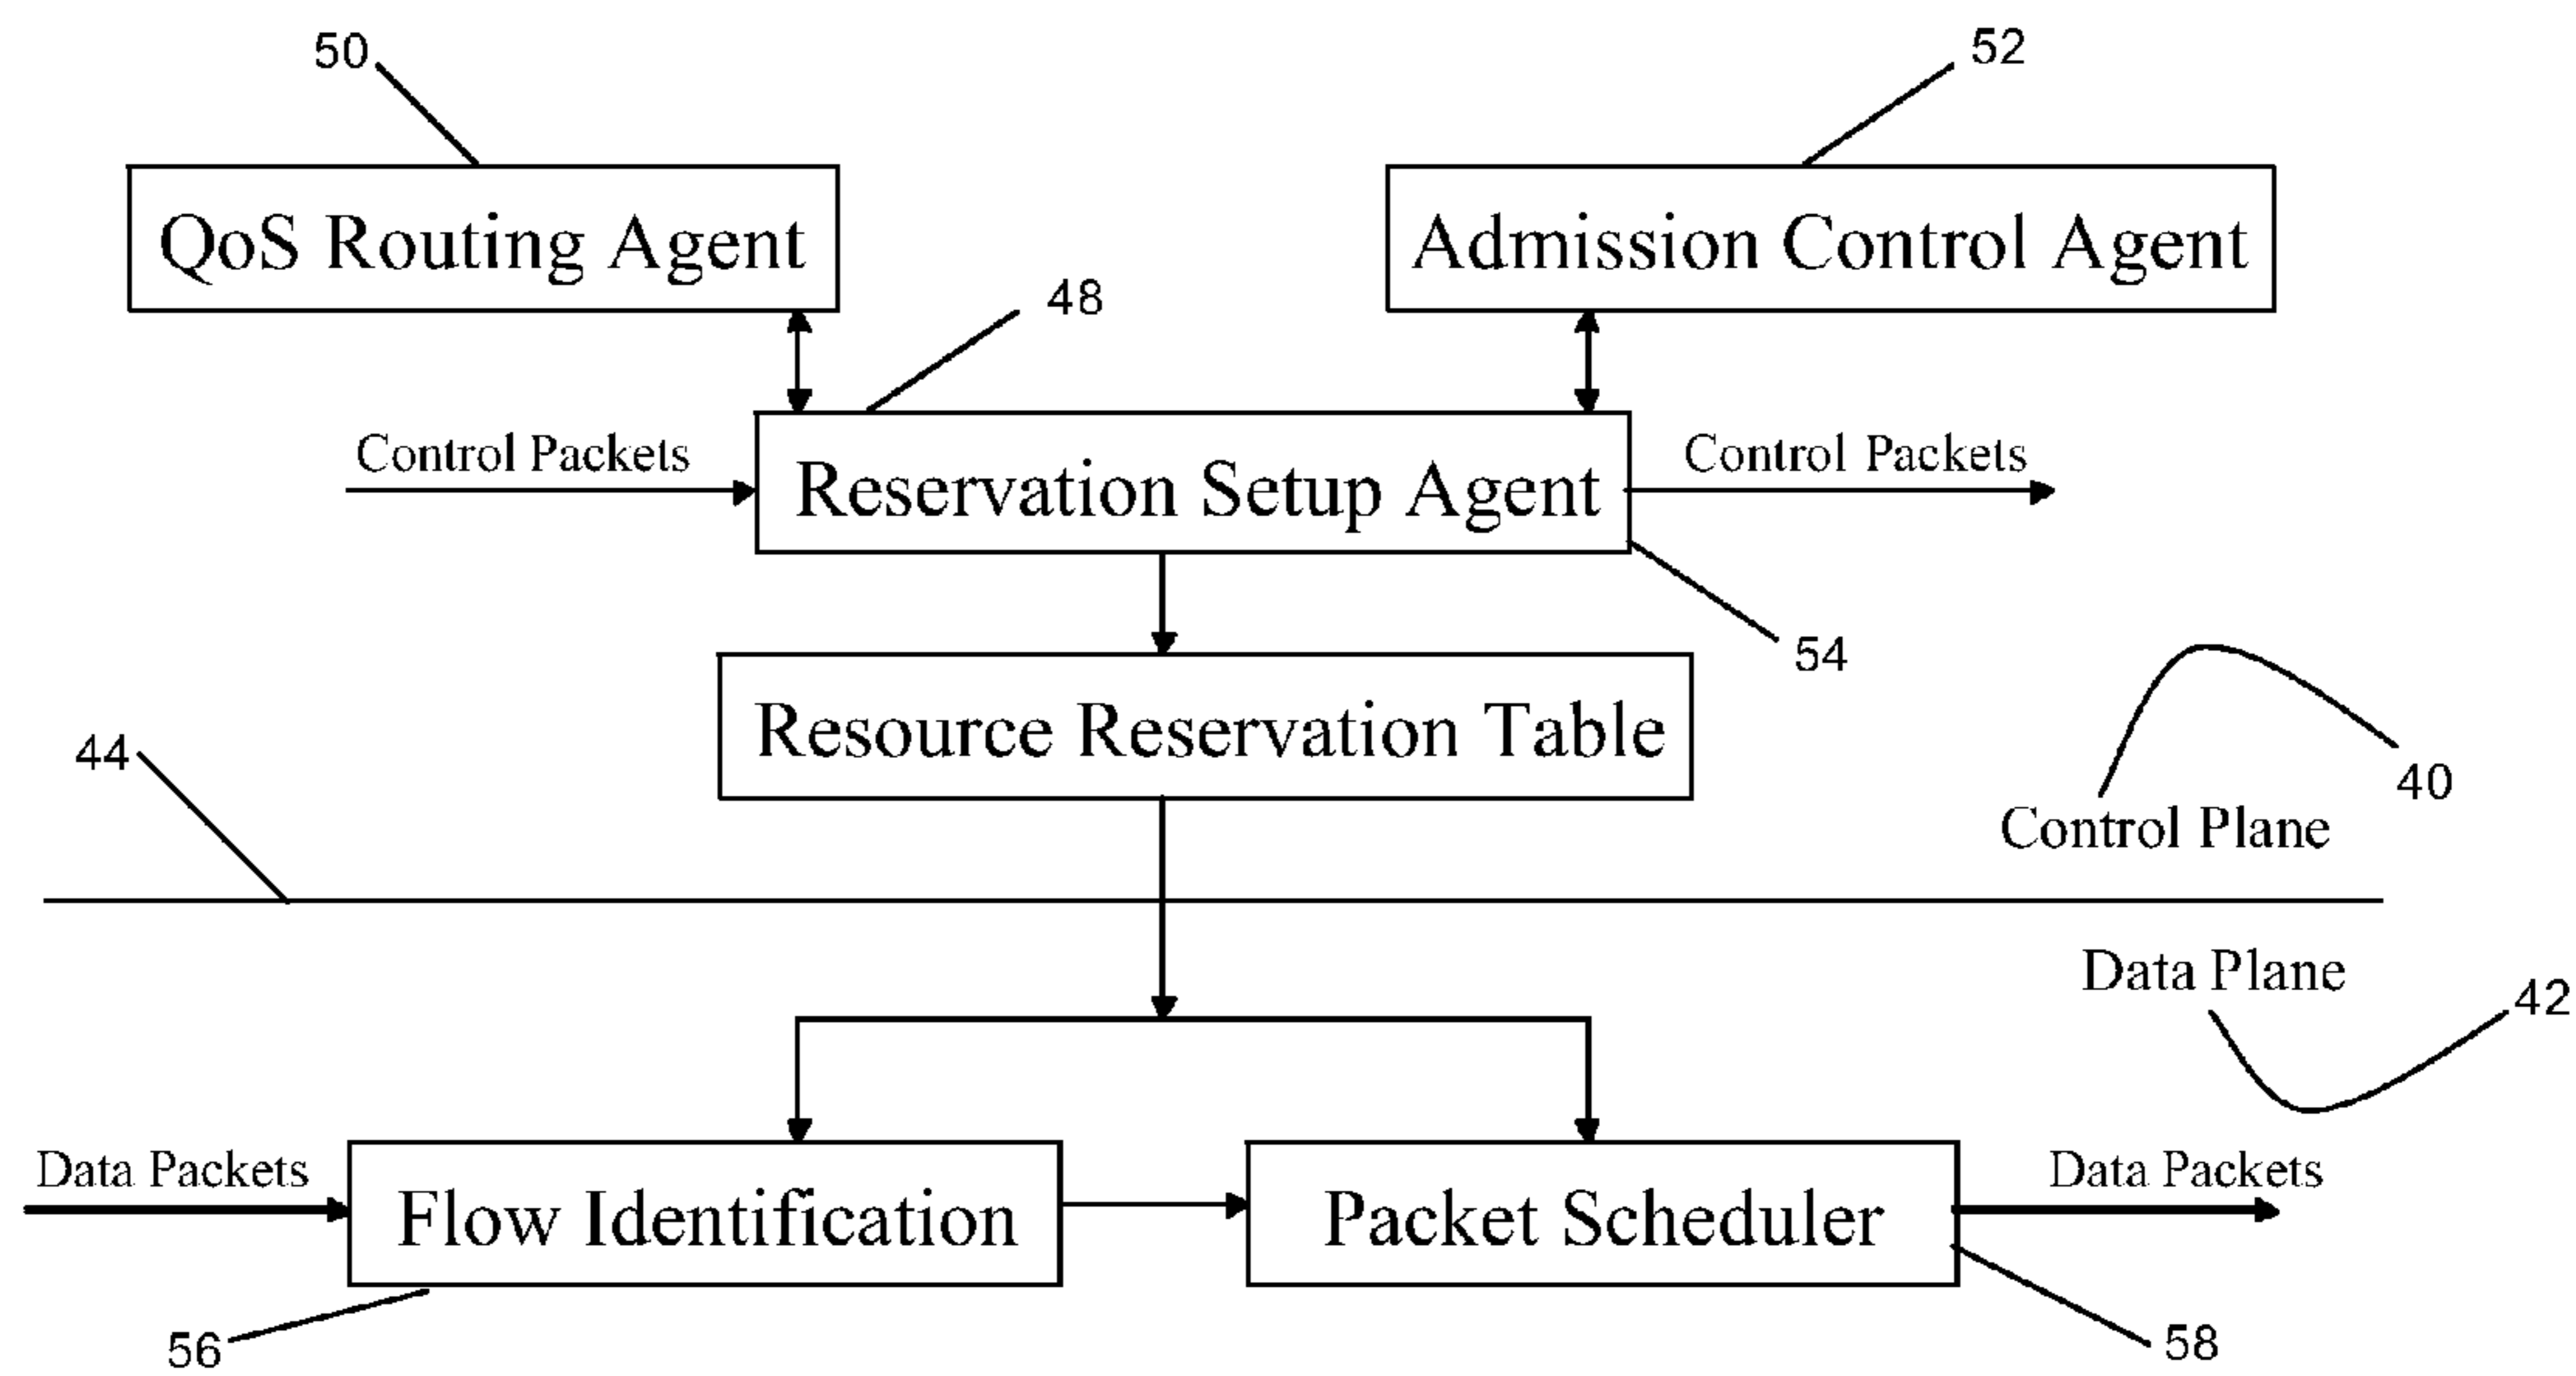 50
52
QoS Routing Agent
Admission Control Agent
48
Control Packets
Reservation Setup Agent
Control Packets
54
Resource Reservation Table
44
40
Control Plane
Data Plane
42
Data Packets
Flow Identification
Packet Scheduler
Data Packets
56
58